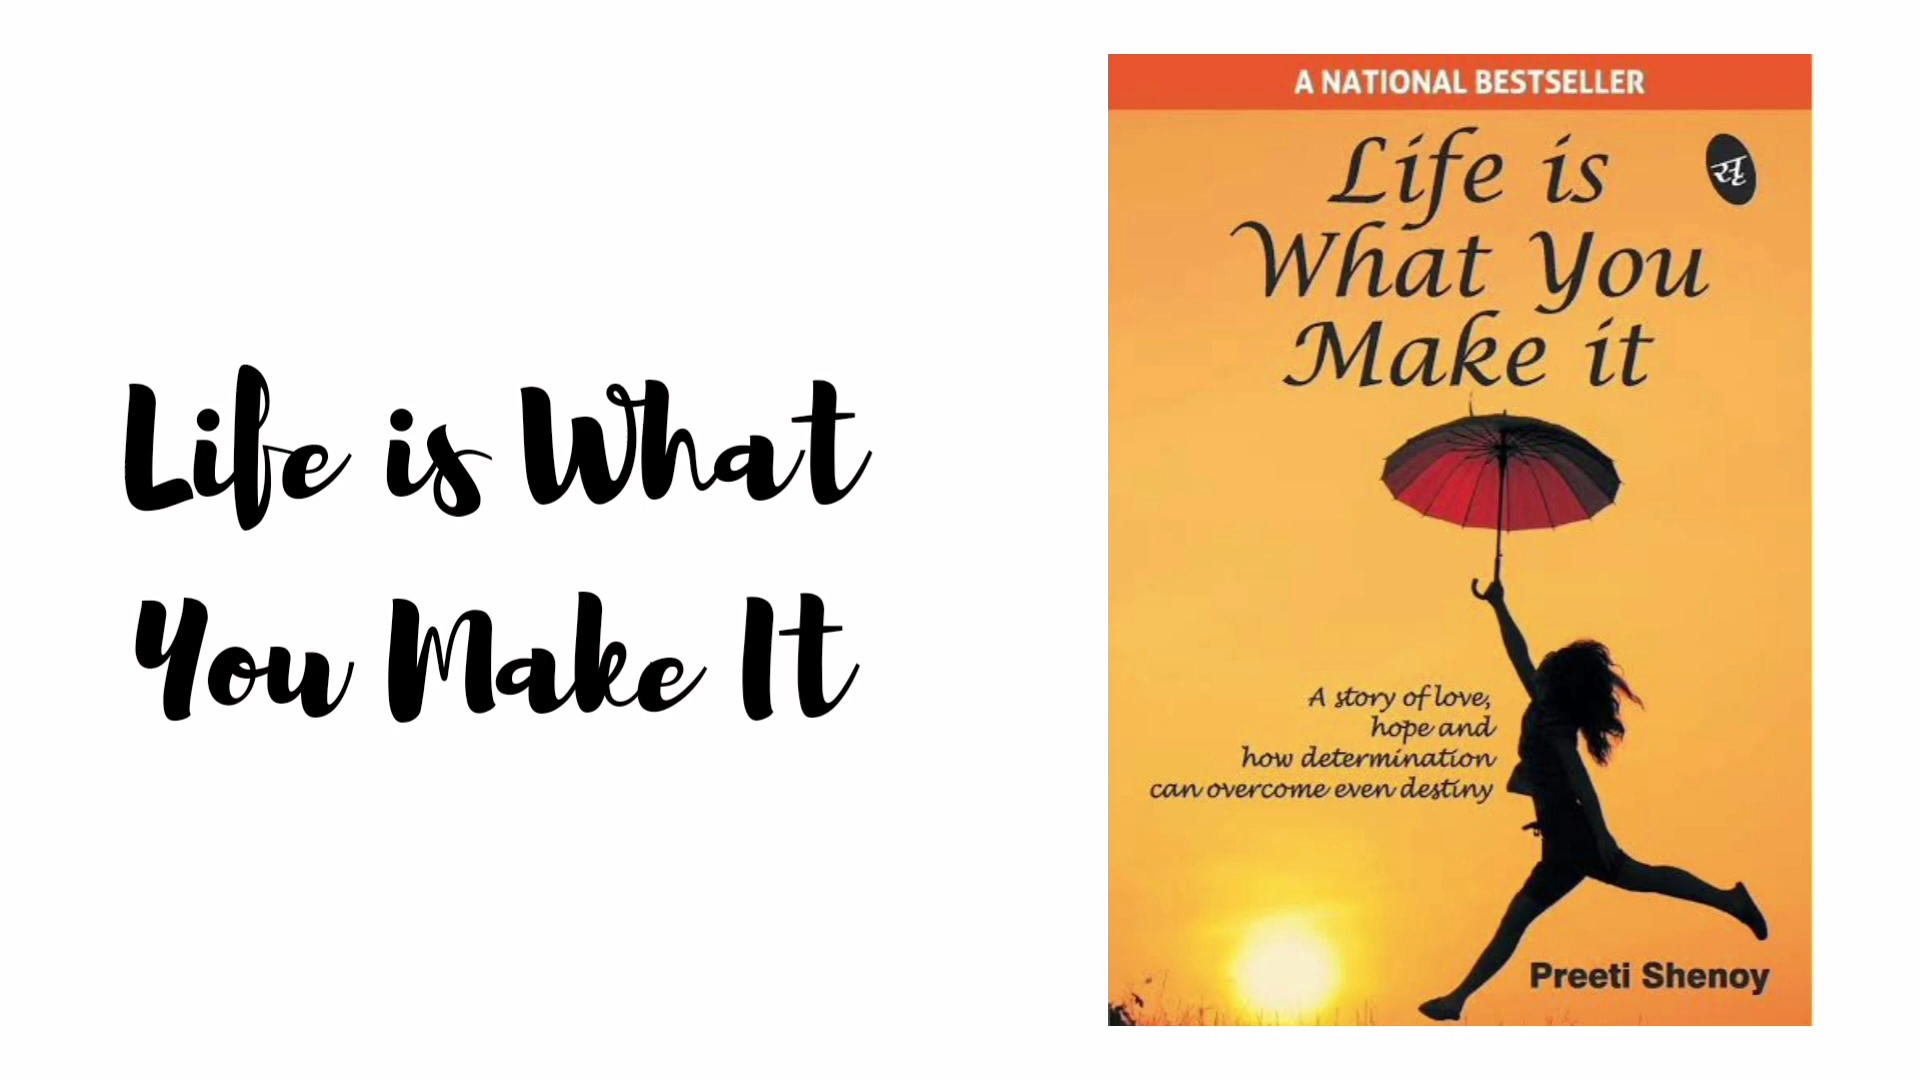 Life is What
You Make It
A NATIONAL BESTSELLER
Life is
What You
Make it
सृ
A story of love,
hope and
how determination
can overcome even destiny
Preeti Shenoy